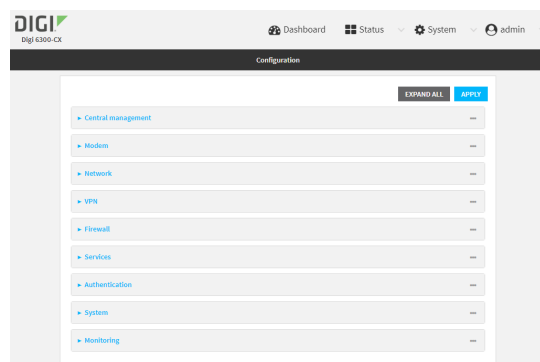 DIGI
Digi 6300-CX
Dashboard Status System admin
Configuration
EXPAND ALL APPLY
Central management
Modem
Network
VPN
Firewall
Services
Authentication
System
Monitoring